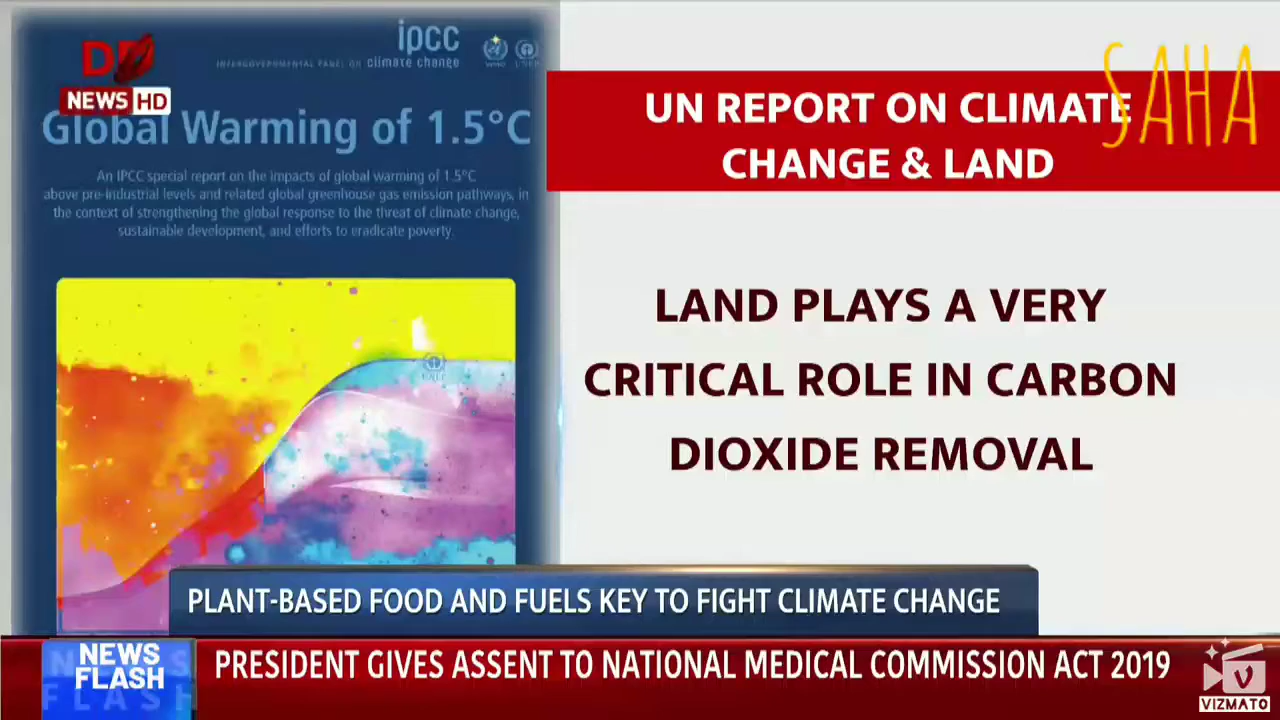 DD
NEWS HD
ipcc
INTERGOVERNMENTAL PANEL ON climate change
WMO UNEP
Global Warming of 1.5°C
An IPCC special report on the impacts of global warming of 1.5°C
above pre-industrial levels and related global greenhouse gas emission pathways, in
the context of strengthening the global response to the threat of climate change,
sustainable development, and efforts to eradicate poverty.
UN REPORT ON CLIMATE
CHANGE & LAND
SAHA
LAND PLAYS A VERY
CRITICAL ROLE IN CARBON
DIOXIDE REMOVAL
PLANT-BASED FOOD AND FUELS KEY TO FIGHT CLIMATE CHANGE
NEWS
FLASH
PRESIDENT GIVES ASSENT TO NATIONAL MEDICAL COMMISSION ACT 2019
V
VIZMATO